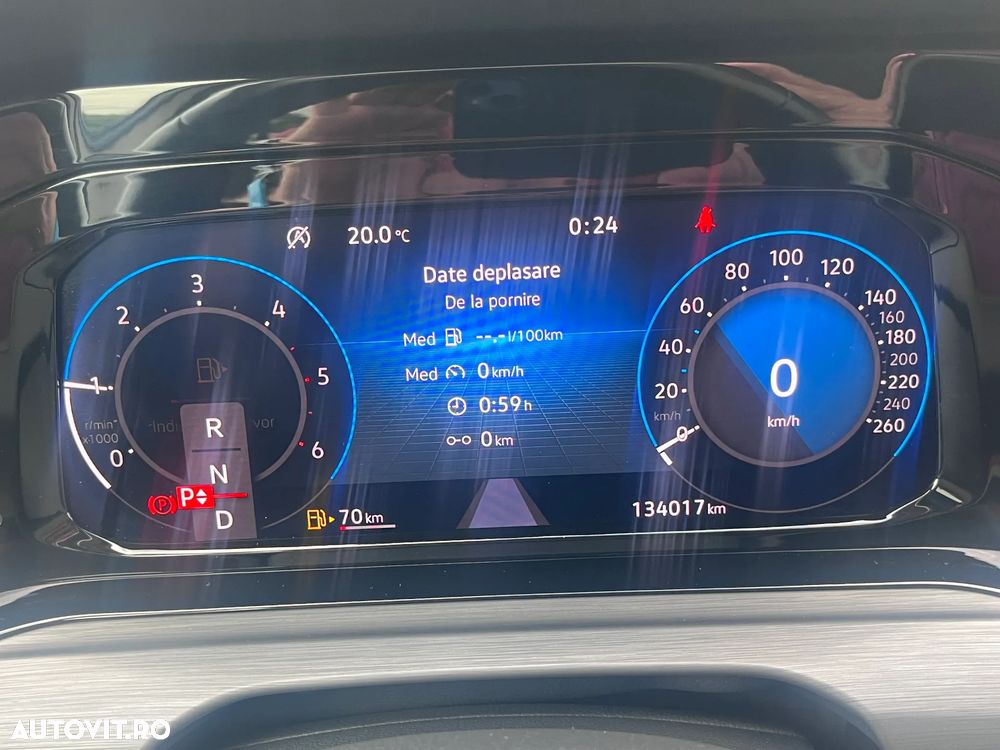 20.0 °C
0:24
Date deplasare
De la pornire
Med --.- l/100km
Med 0 km/h
0:59 h
0 km
0 1 2 3 4 5 6
r/min
x1000
R
N
P
D
(P)
70 km
134017 km
0 20 40 60 80 100 120 140 160 180 200 220 240 260
km/h
0
km/h
AUTOVIT.RO